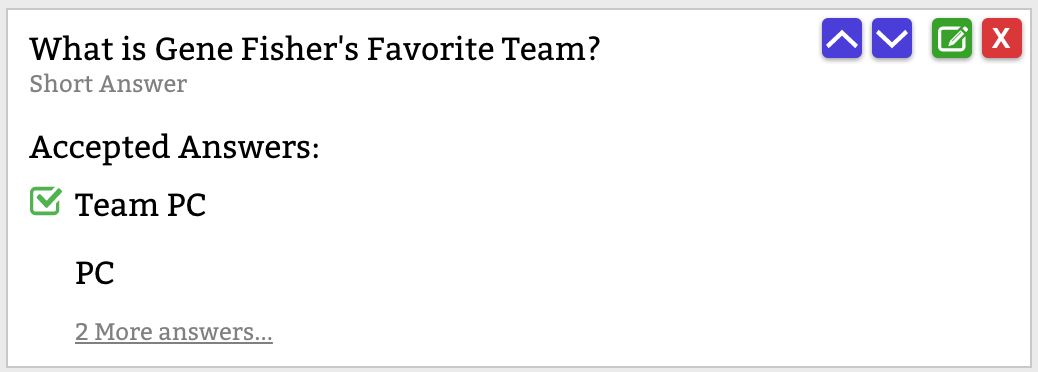 What is Gene Fisher's Favorite Team?
X
Short Answer
Accepted Answers:
Team PC
PC
2 More answers...